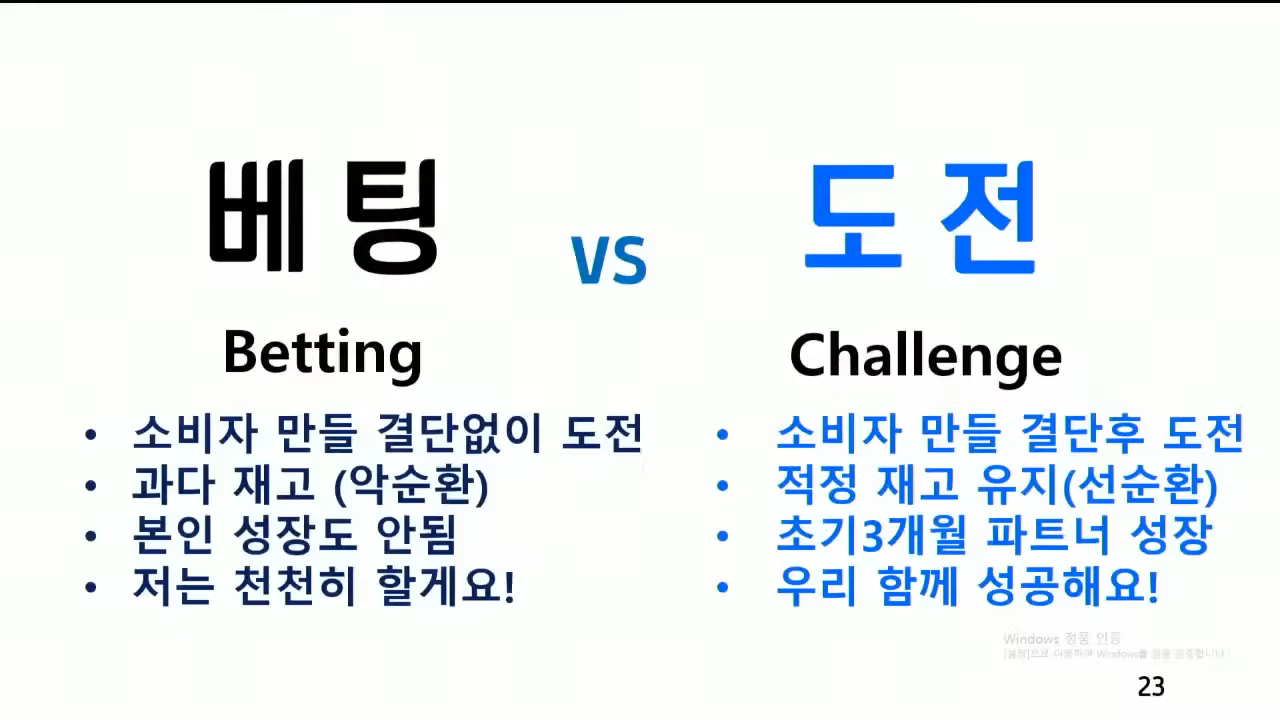 베팅 vs 도전
Betting
Challenge
• 소비자 만들 결단없이 도전
• 과다 재고 (악순환)
• 본인 성장도 안됨
• 저는 천천히 할게요!
• 소비자 만들 결단후 도전
• 적정 재고 유지(선순환)
• 초기3개월 파트너 성장
• 우리 함께 성공해요!
Windows 정품 인증
23